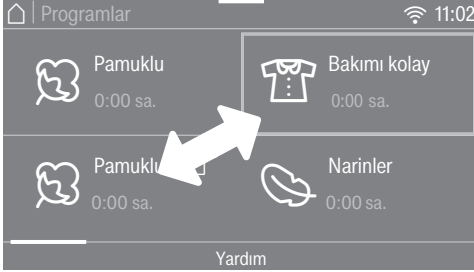 Programlar 11:02
Pamuklu
0:00 sa.
Bakımı kolay
0:00 sa.
Pamuklu
0:00 sa.
Narinler
0:00 sa.
Yardım